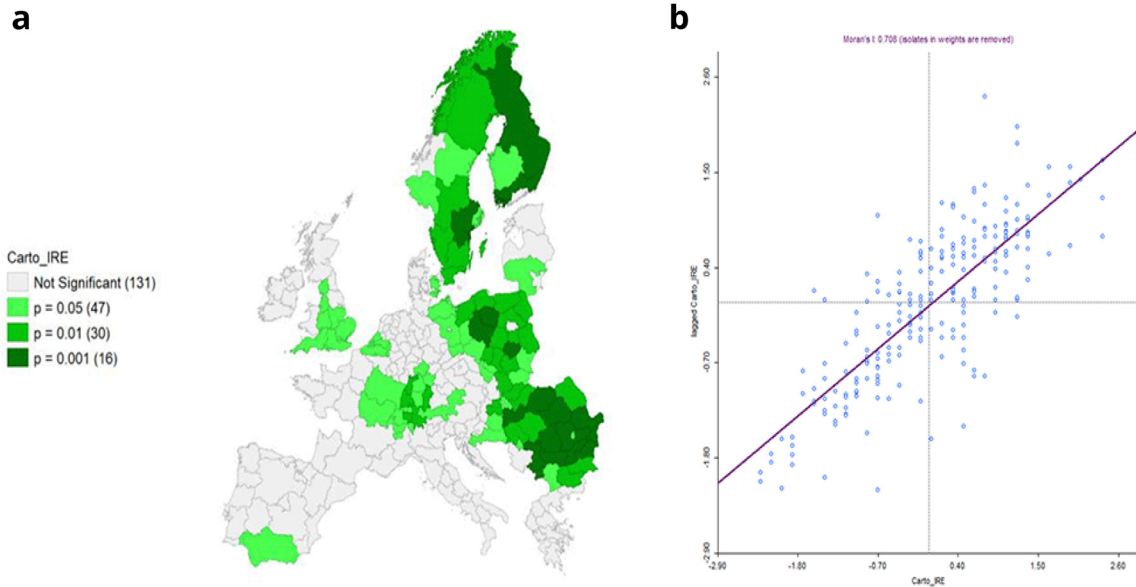 a
b
Carto_IRE
Not Significant (131)
p = 0.05 (47)
p = 0.01 (30)
p = 0.001 (16)
Moran's I: 0.708 (isolates in weights are removed)
lagged Carto_IRE
2.60
1.50
0.40
-0.70
-1.80
-2.90
-2.90 -1.80 -0.70 0.40 1.50 2.60
Carto_IRE